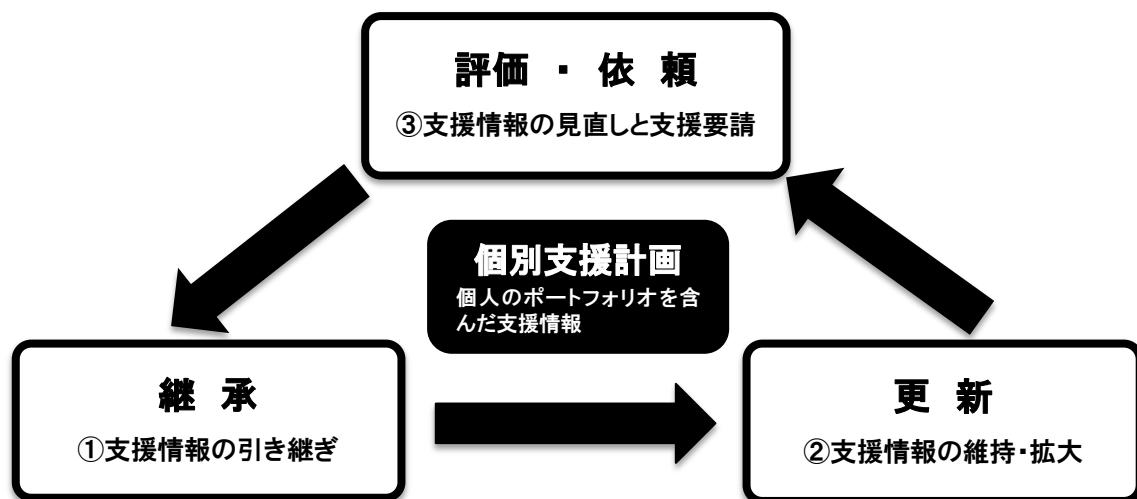 評価 ・ 依 頼
③支援情報の見直しと支援要請
個別支援計画
個人のポートフォリオを含
んだ支援情報
継 承
①支援情報の引き継ぎ
更 新
②支援情報の維持・拡大